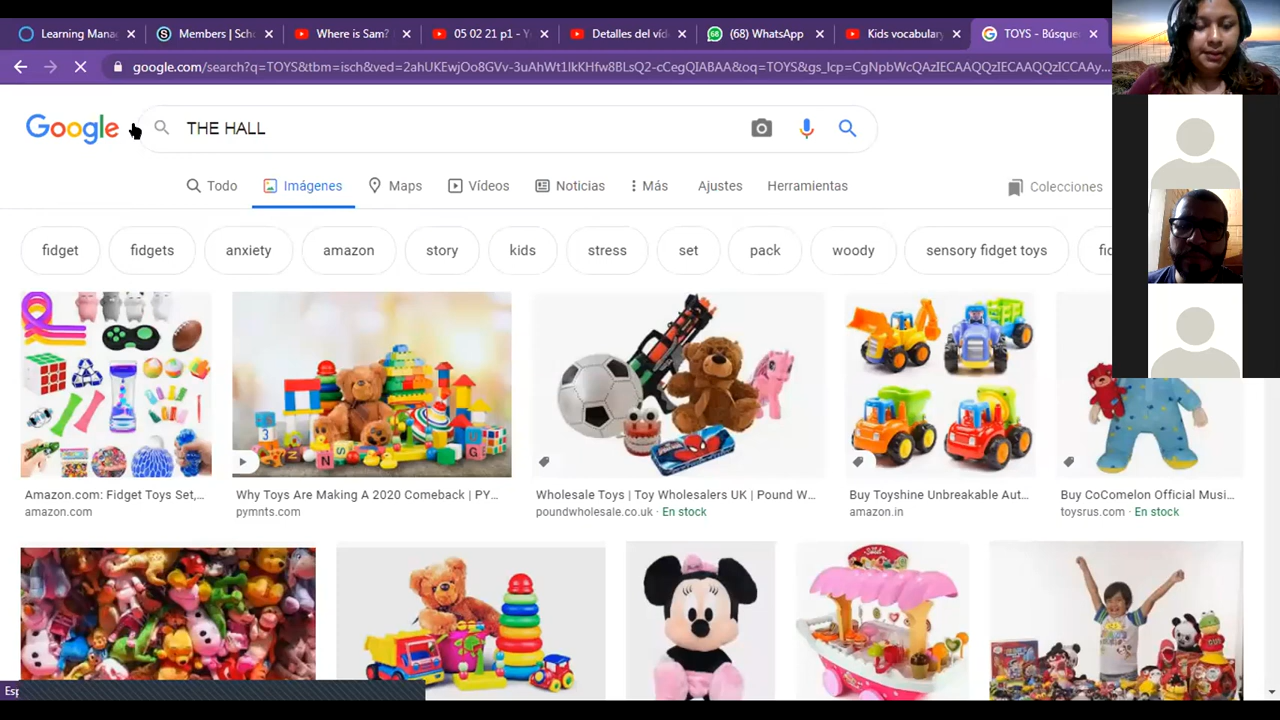 Learning Mana
Members | Scho
Where is Sam?
05 02 21 p1 - Y
Detalles del víd
(68) WhatsApp
Kids vocabulary
TOYS - Búsque
google.com/search?q=TOYS&tbm=isch&ved=2ahUKEwjOo8GVv-3uAhWt1lkKHfw8BLsQ2-cCegQIABAA&oq=TOYS&gs_lcp=CgNpbWcQAzIECAAQQzIECAAQQzICCAAy...
Google
THE HALL
Todo
Imágenes
Maps
Vídeos
Noticias
Más
Ajustes
Herramientas
Colecciones
fidget
fidgets
anxiety
amazon
story
kids
stress
set
pack
woody
sensory fidget toys
fic
Amazon.com: Fidget Toys Set,...
amazon.com
Why Toys Are Making A 2020 Comeback | PY...
pymnts.com
Wholesale Toys | Toy Wholesalers UK | Pound W...
poundwholesale.co.uk · En stock
Buy Toyshine Unbreakable Aut...
amazon.in
Buy CoComelon Official Musi...
toysrus.com · En stock
Esp